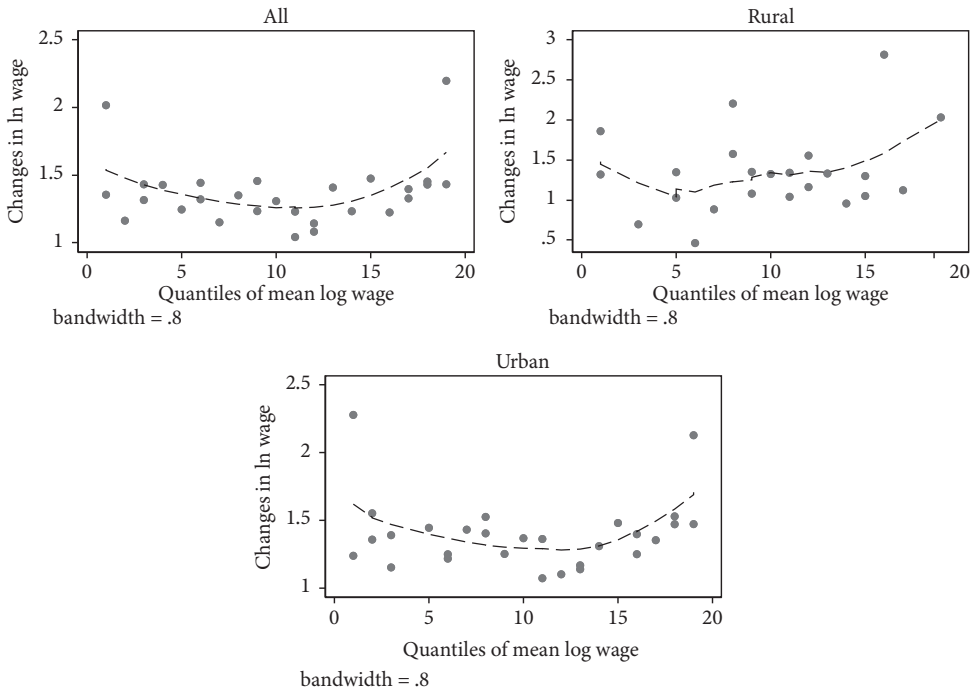 All
Changes in ln wage
2.5
2
1.5
1
0 5 10 15 20
Quantiles of mean log wage
bandwidth = .8
Rural
Changes in ln wage
3
2.5
2
1.5
1
.5
0 5 10 15 20
Quantiles of mean log wage
bandwidth = .8
Urban
Changes in ln wage
2.5
2
1.5
1
0 5 10 15 20
Quantiles of mean log wage
bandwidth = .8